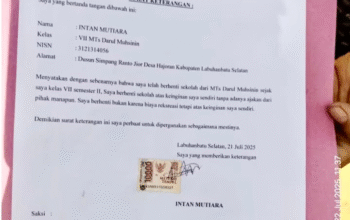 KETERANGAN :
Saya yang bertanda tangan dibawah ini:
Nama : INTAN MUTIARA
Kelas : VII MTs Darul Muhsinin
NISN : 3121314056
Alamat : Dusun Simpang Ranto Jior Desa Hajoran Kabupaten Labuhanbatu Selatan
Menyatakan dengan sebenarnya bahwa saya telah berhenti sekolah dari MTs Darul Muhsinin sejak
saya kelas VII semester II, Saya berhenti sekolah atas keinginan saya sendiri tanpa adanya ajakan dari
pihak manapun. Saya berhenti bukan karena biaya rekreasi tetapi atas keinginan saya sendiri.
Demikian surat keterangan ini saya perbuat untuk dipergunakan sebagaimana mestinya.
Labuhanbatu Selatan, 21 Juli 2025
Saya yang memberikan keterangan
10000
INTAN MUTIARA
Saksi :